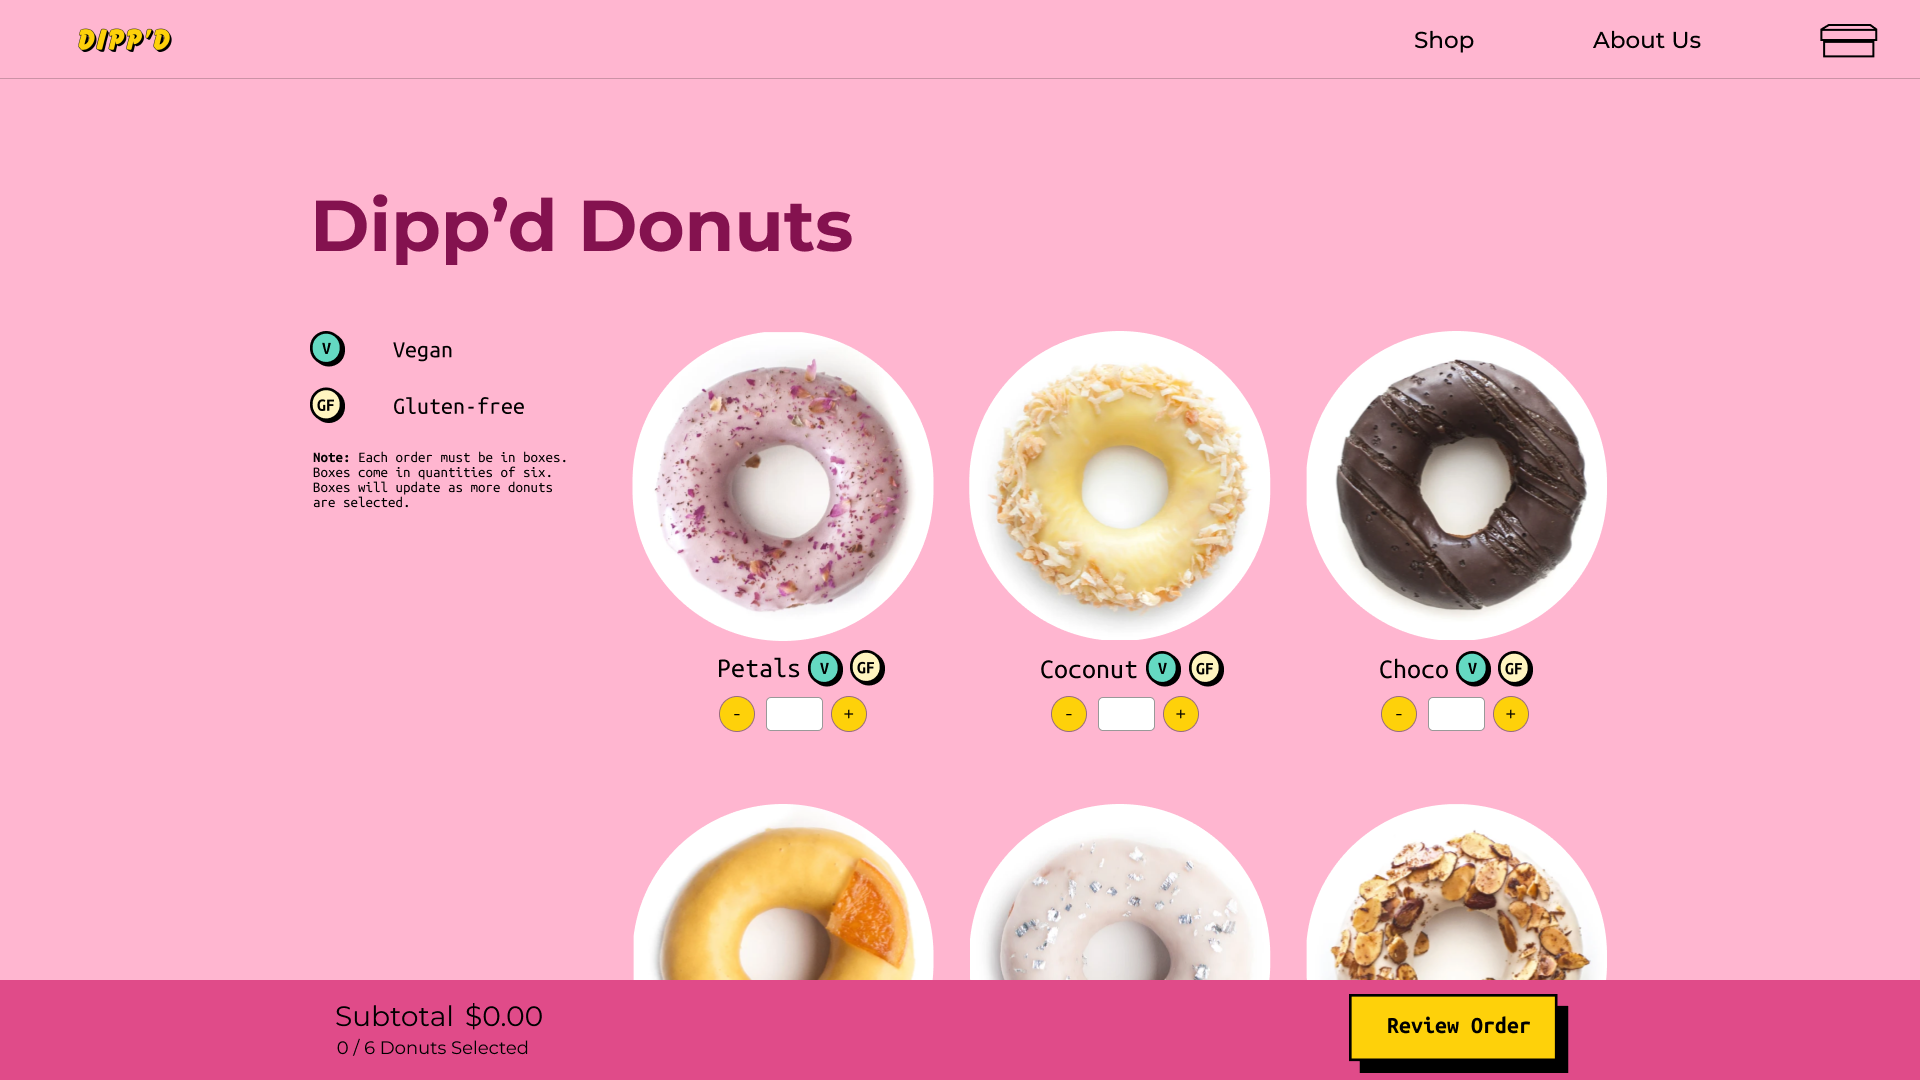 DIPP'D
Shop
About Us
Dipp’d Donuts
V Vegan
GF Gluten-free
Note: Each order must be in boxes.
Boxes come in quantities of six.
Boxes will update as more donuts
are selected.
Petals V GF
Coconut V GF
Choco V GF
- +
- +
- +
Subtotal $0.00
0 / 6 Donuts Selected
Review Order